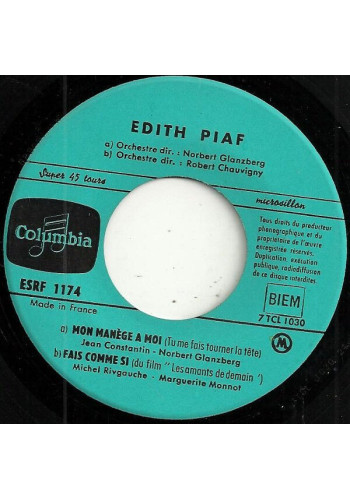 EDITH PIAF
a) Orchestre dir. : Norbert Glanzberg
b) Orchestre dir. : Robert Chauvigny
Super 45 tours
microsillon
Columbia
Tous droits du producteur
phonographique et du
propriétaire de l'œuvre
enregistrée réservés.
Duplication, exécution
publique, radiodiffusion
de ce disque interdites.
ESRF 1174
Made in France
BIEM
7 TCL 1030
a) MON MANÈGE A MOI (Tu me fais tourner la tête)
Jean Constantin - Norbert Glanzberg
b) FAIS COMME SI (du film "Les amants de demain")
Michel Rivgauche - Marguerite Monnot
M